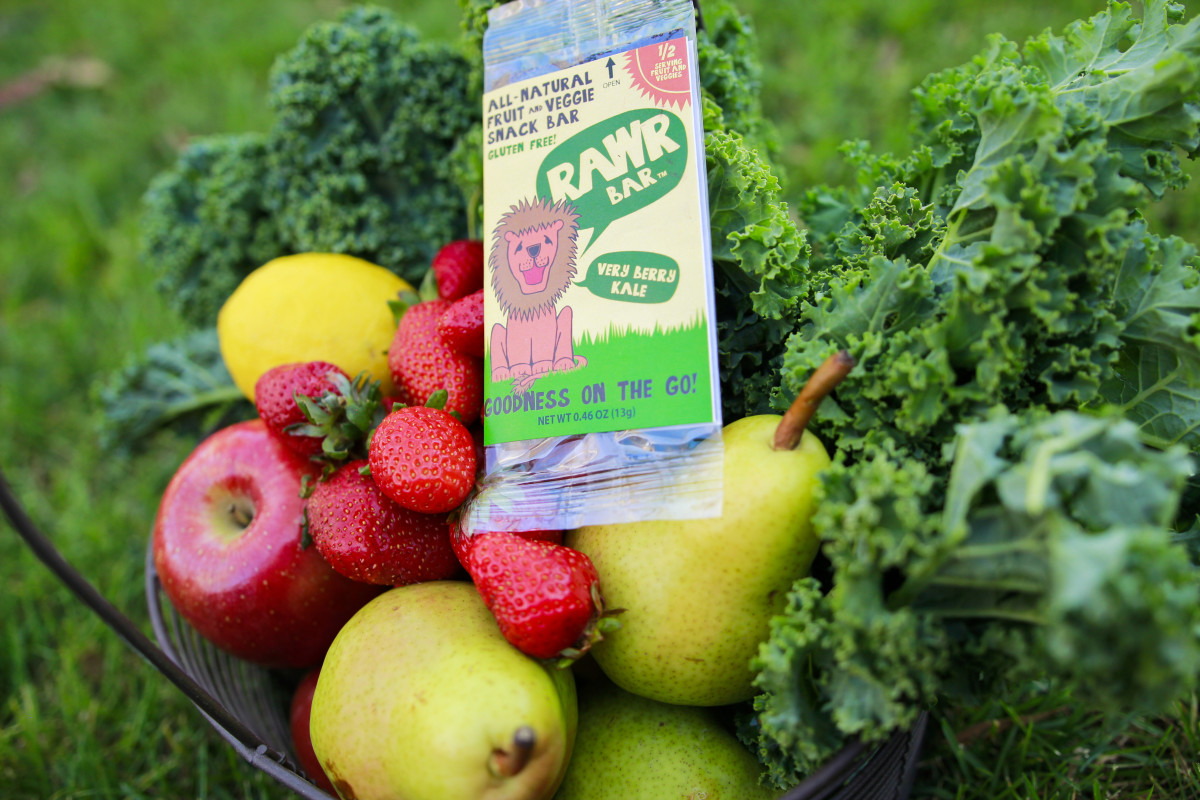 ALL-NATURAL
FRUIT AND VEGGIE
SNACK BAR
GLUTEN FREE!
OPEN
1/2
SERVING
FRUIT AND
VEGGIES
RAWR
BAR™
VERY BERRY
KALE
GOODNESS ON THE GO!
NET WT 0.46 OZ (13g)